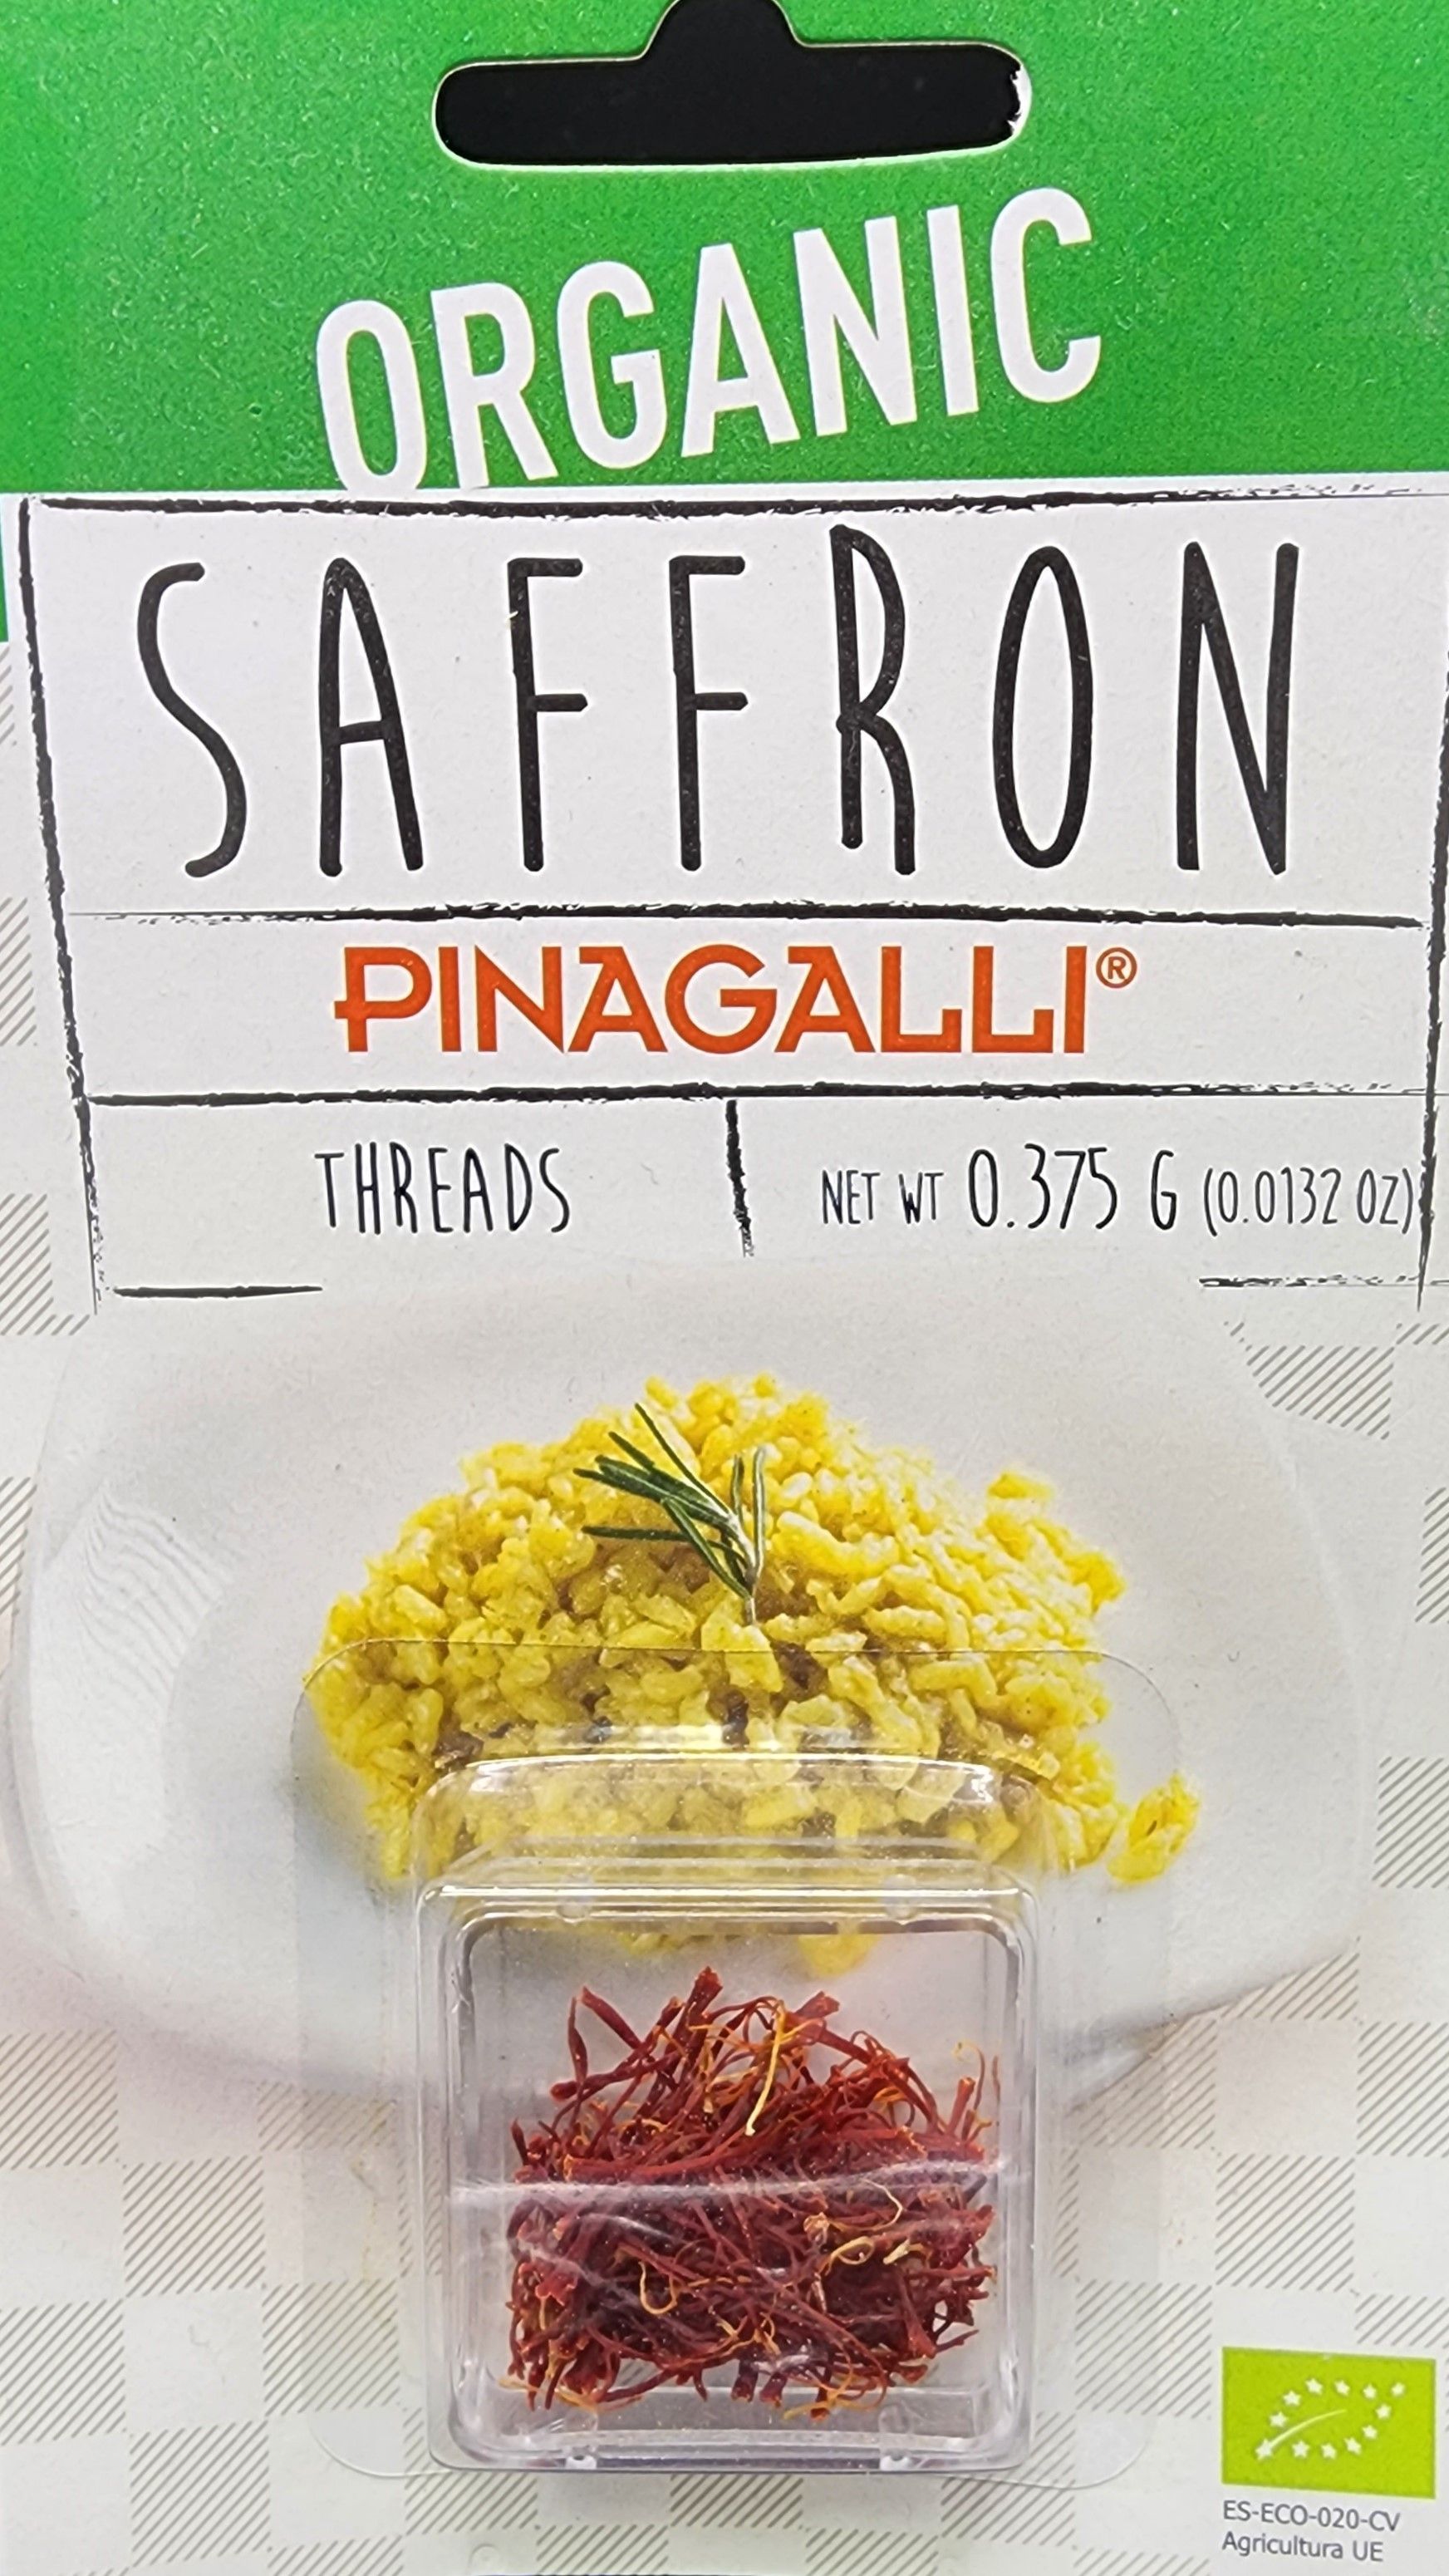 ORGANIC
SAFFRON
PINAGALLI®
THREADS
NET WT 0.375 G (0.0132 OZ)
ES-ECO-020-CV
Agricultura UE